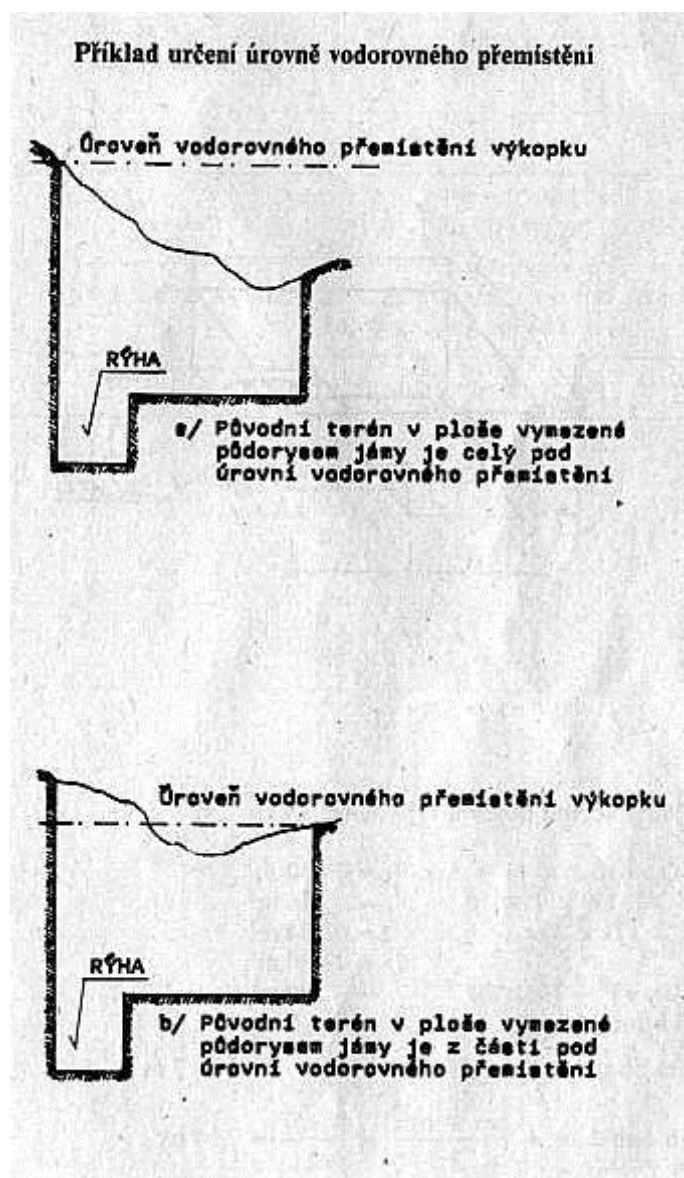 Příklad určení úrovně vodorovného přemístění
Úroveň vodorovného přemístění výkopku
RÝHA
a/ Původní terén v ploše vymezené
půdorysem jámy je celý pod
úrovní vodorovného přemístění
Úroveň vodorovného přemístění výkopku
RÝHA
b/ Původní terén v ploše vymezené
půdorysem jámy je z části pod
úrovní vodorovného přemístění